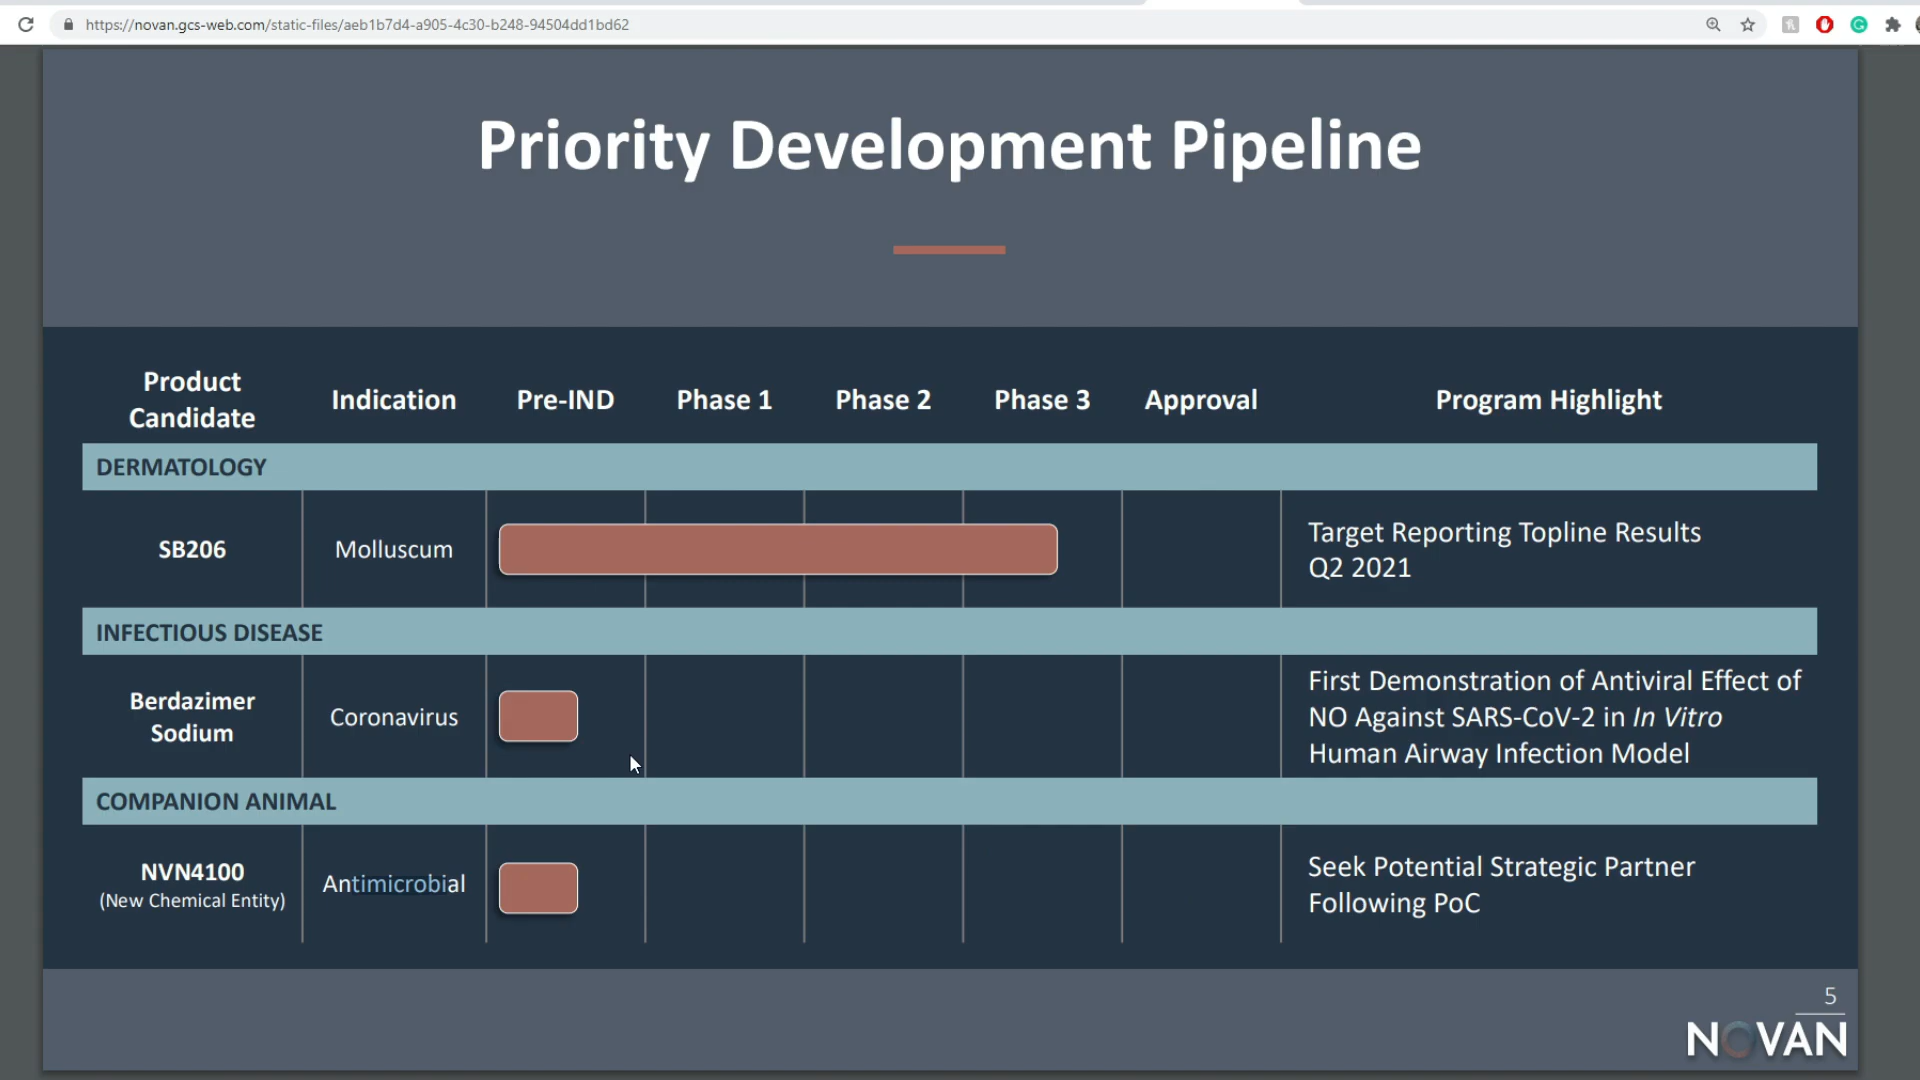 https://novan.gcs-web.com/static-files/aeb1b7d4-a905-4c30-b248-94504dd1bd62
Priority Development Pipeline
Product
Candidate
Indication
Pre-IND
Phase 1
Phase 2
Phase 3
Approval
Program Highlight
DERMATOLOGY
SB206
Molluscum
Target Reporting Topline Results
Q2 2021
INFECTIOUS DISEASE
Berdazimer
Sodium
Coronavirus
First Demonstration of Antiviral Effect of
NO Against SARS-CoV-2 in In Vitro
Human Airway Infection Model
COMPANION ANIMAL
NVN4100
(New Chemical Entity)
Antimicrobial
Seek Potential Strategic Partner
Following PoC
5
NOVAN